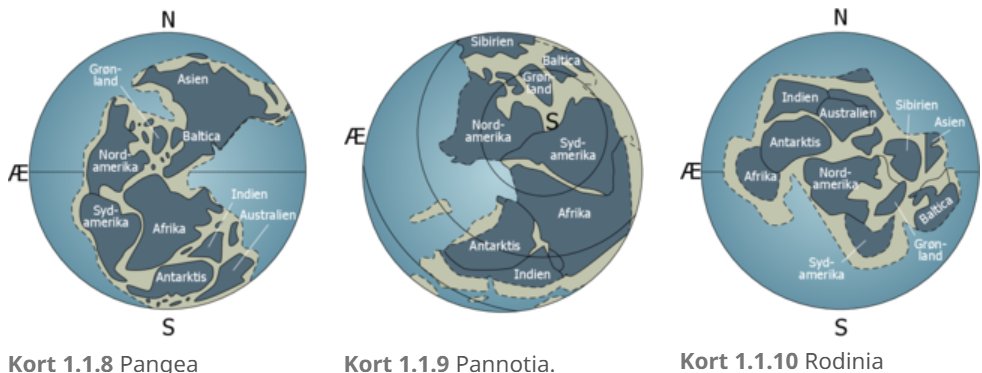 N
Grøn-
land
Asien
Baltica
Nord-
amerika
Æ
Indien
Australien
Syd-
amerika
Afrika
Antarktis
S
Kort 1.1.8 Pangea
Sibirien
Baltica
Grøn-
land
S
Nord-
amerika
Syd-
amerika
Æ
Afrika
Antarktis
Indien
Kort 1.1.9 Pannotia.
N
Indien
Australien
Sibirien
Asien
Antarktis
Æ
Afrika
Nord-
amerika
Baltica
Grøn-
land
Syd-
amerika
S
Kort 1.1.10 Rodinia